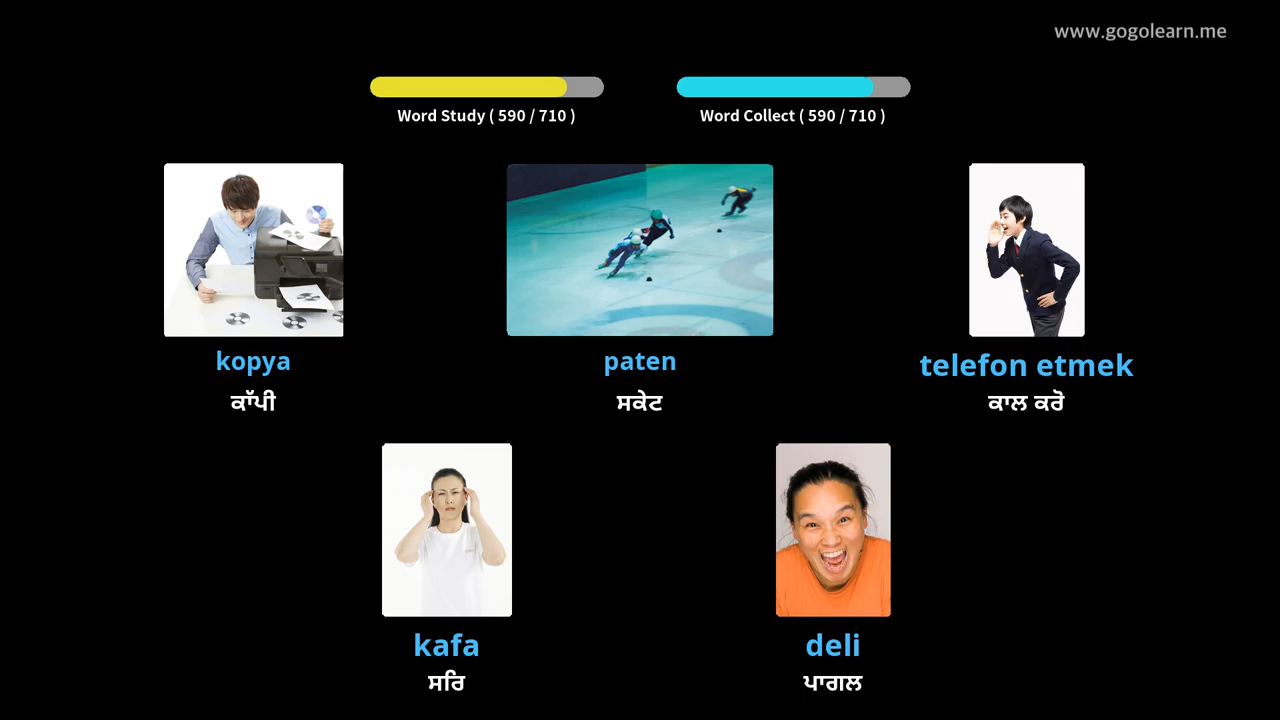 www.gogolearn.me
Word Study ( 590 / 710 )
Word Collect ( 590 / 710 )
kopya
ਕਾੱਪੀ
paten
ਸਕੇਟ
telefon etmek
ਕਾਲ ਕਰੋ
kafa
ਸਰਿ
deli
ਪਾਗਲ